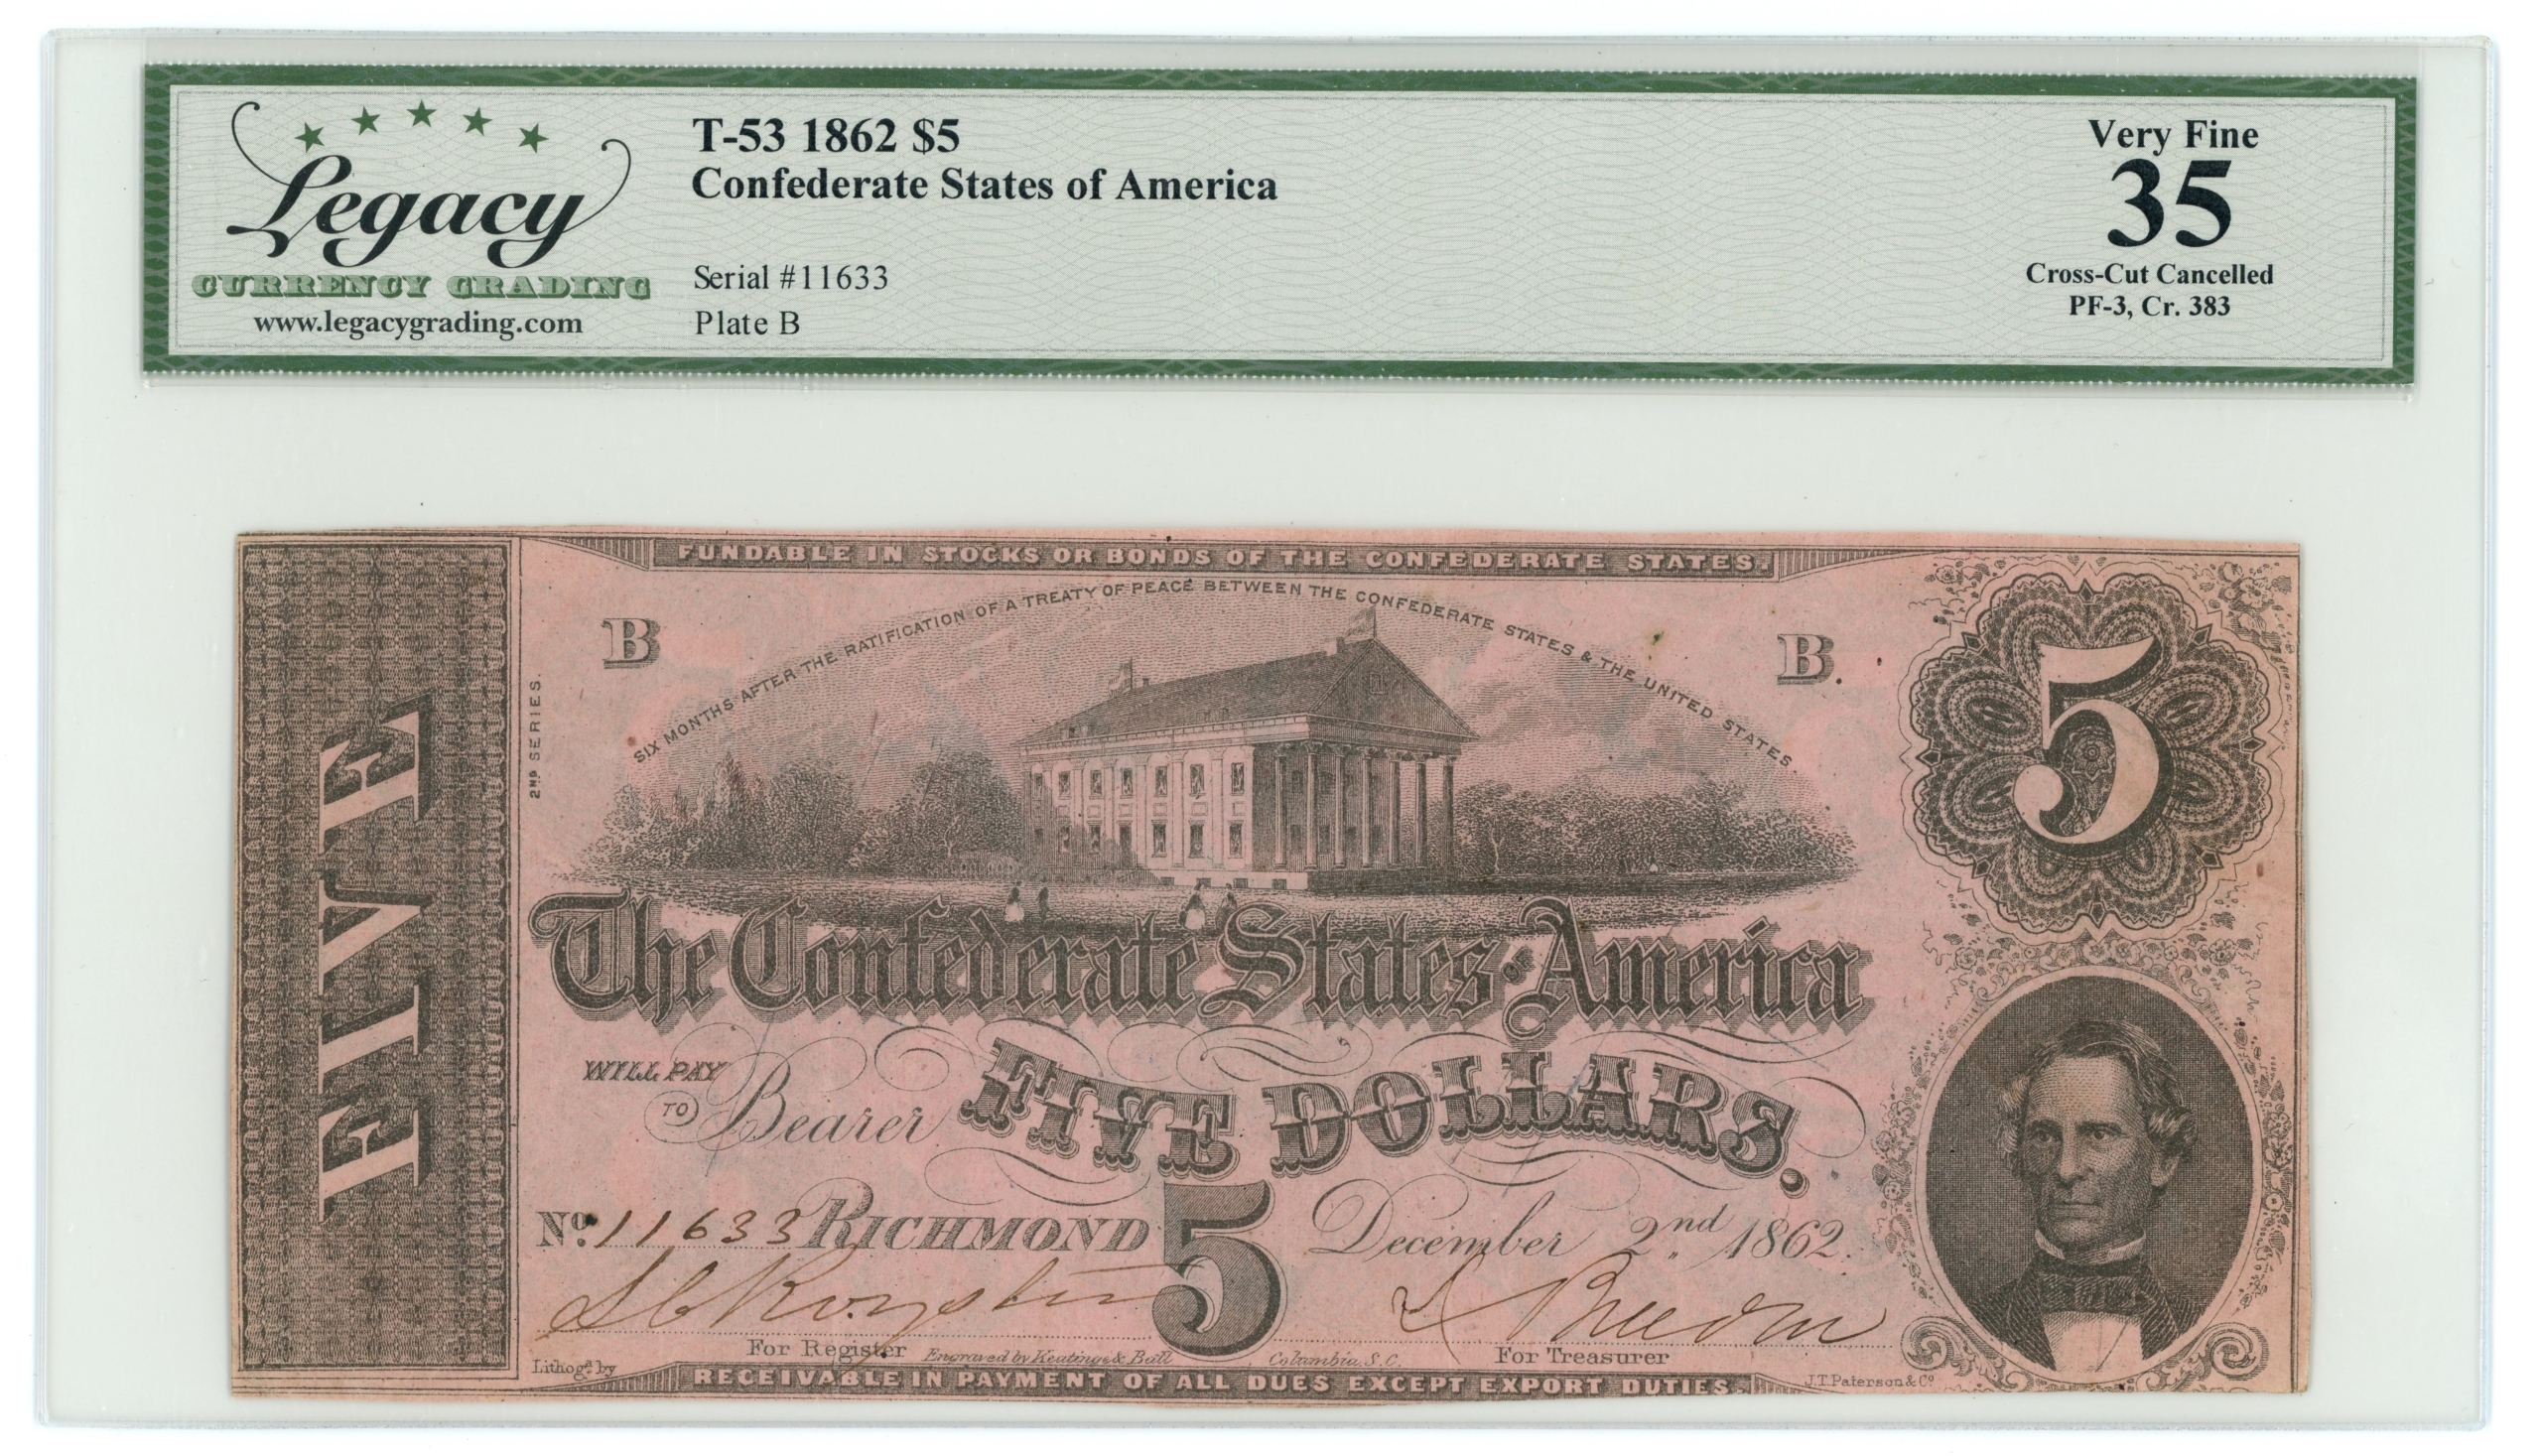 Legacy
CURRENCY GRADING
www.legacygrading.com
T-53 1862 $5
Confederate States of America
Serial #11633
Plate B
Very Fine
35
Cross-Cut Cancelled
PF-3, Cr. 383
FUNDABLE IN STOCKS OR BONDS OF THE CONFEDERATE STATES.
SIX MONTHS AFTER THE RATIFICATION OF A TREATY OF PEACE BETWEEN THE CONFEDERATE STATES & THE UNITED STATES.
B
B.
5
FIVE
2ND SERIES.
The Confederate States OF America
WILL PAY
TO Bearer FIVE DOLLARS.
No. 11633 RICHMOND 5 December 2nd 1862.
For Register
For Treasurer
Lithogd by
Engraved by Keatinge & Ball
Columbia, S.C.
J.T. Paterson & Co
RECEIVABLE IN PAYMENT OF ALL DUES EXCEPT EXPORT DUTIES.